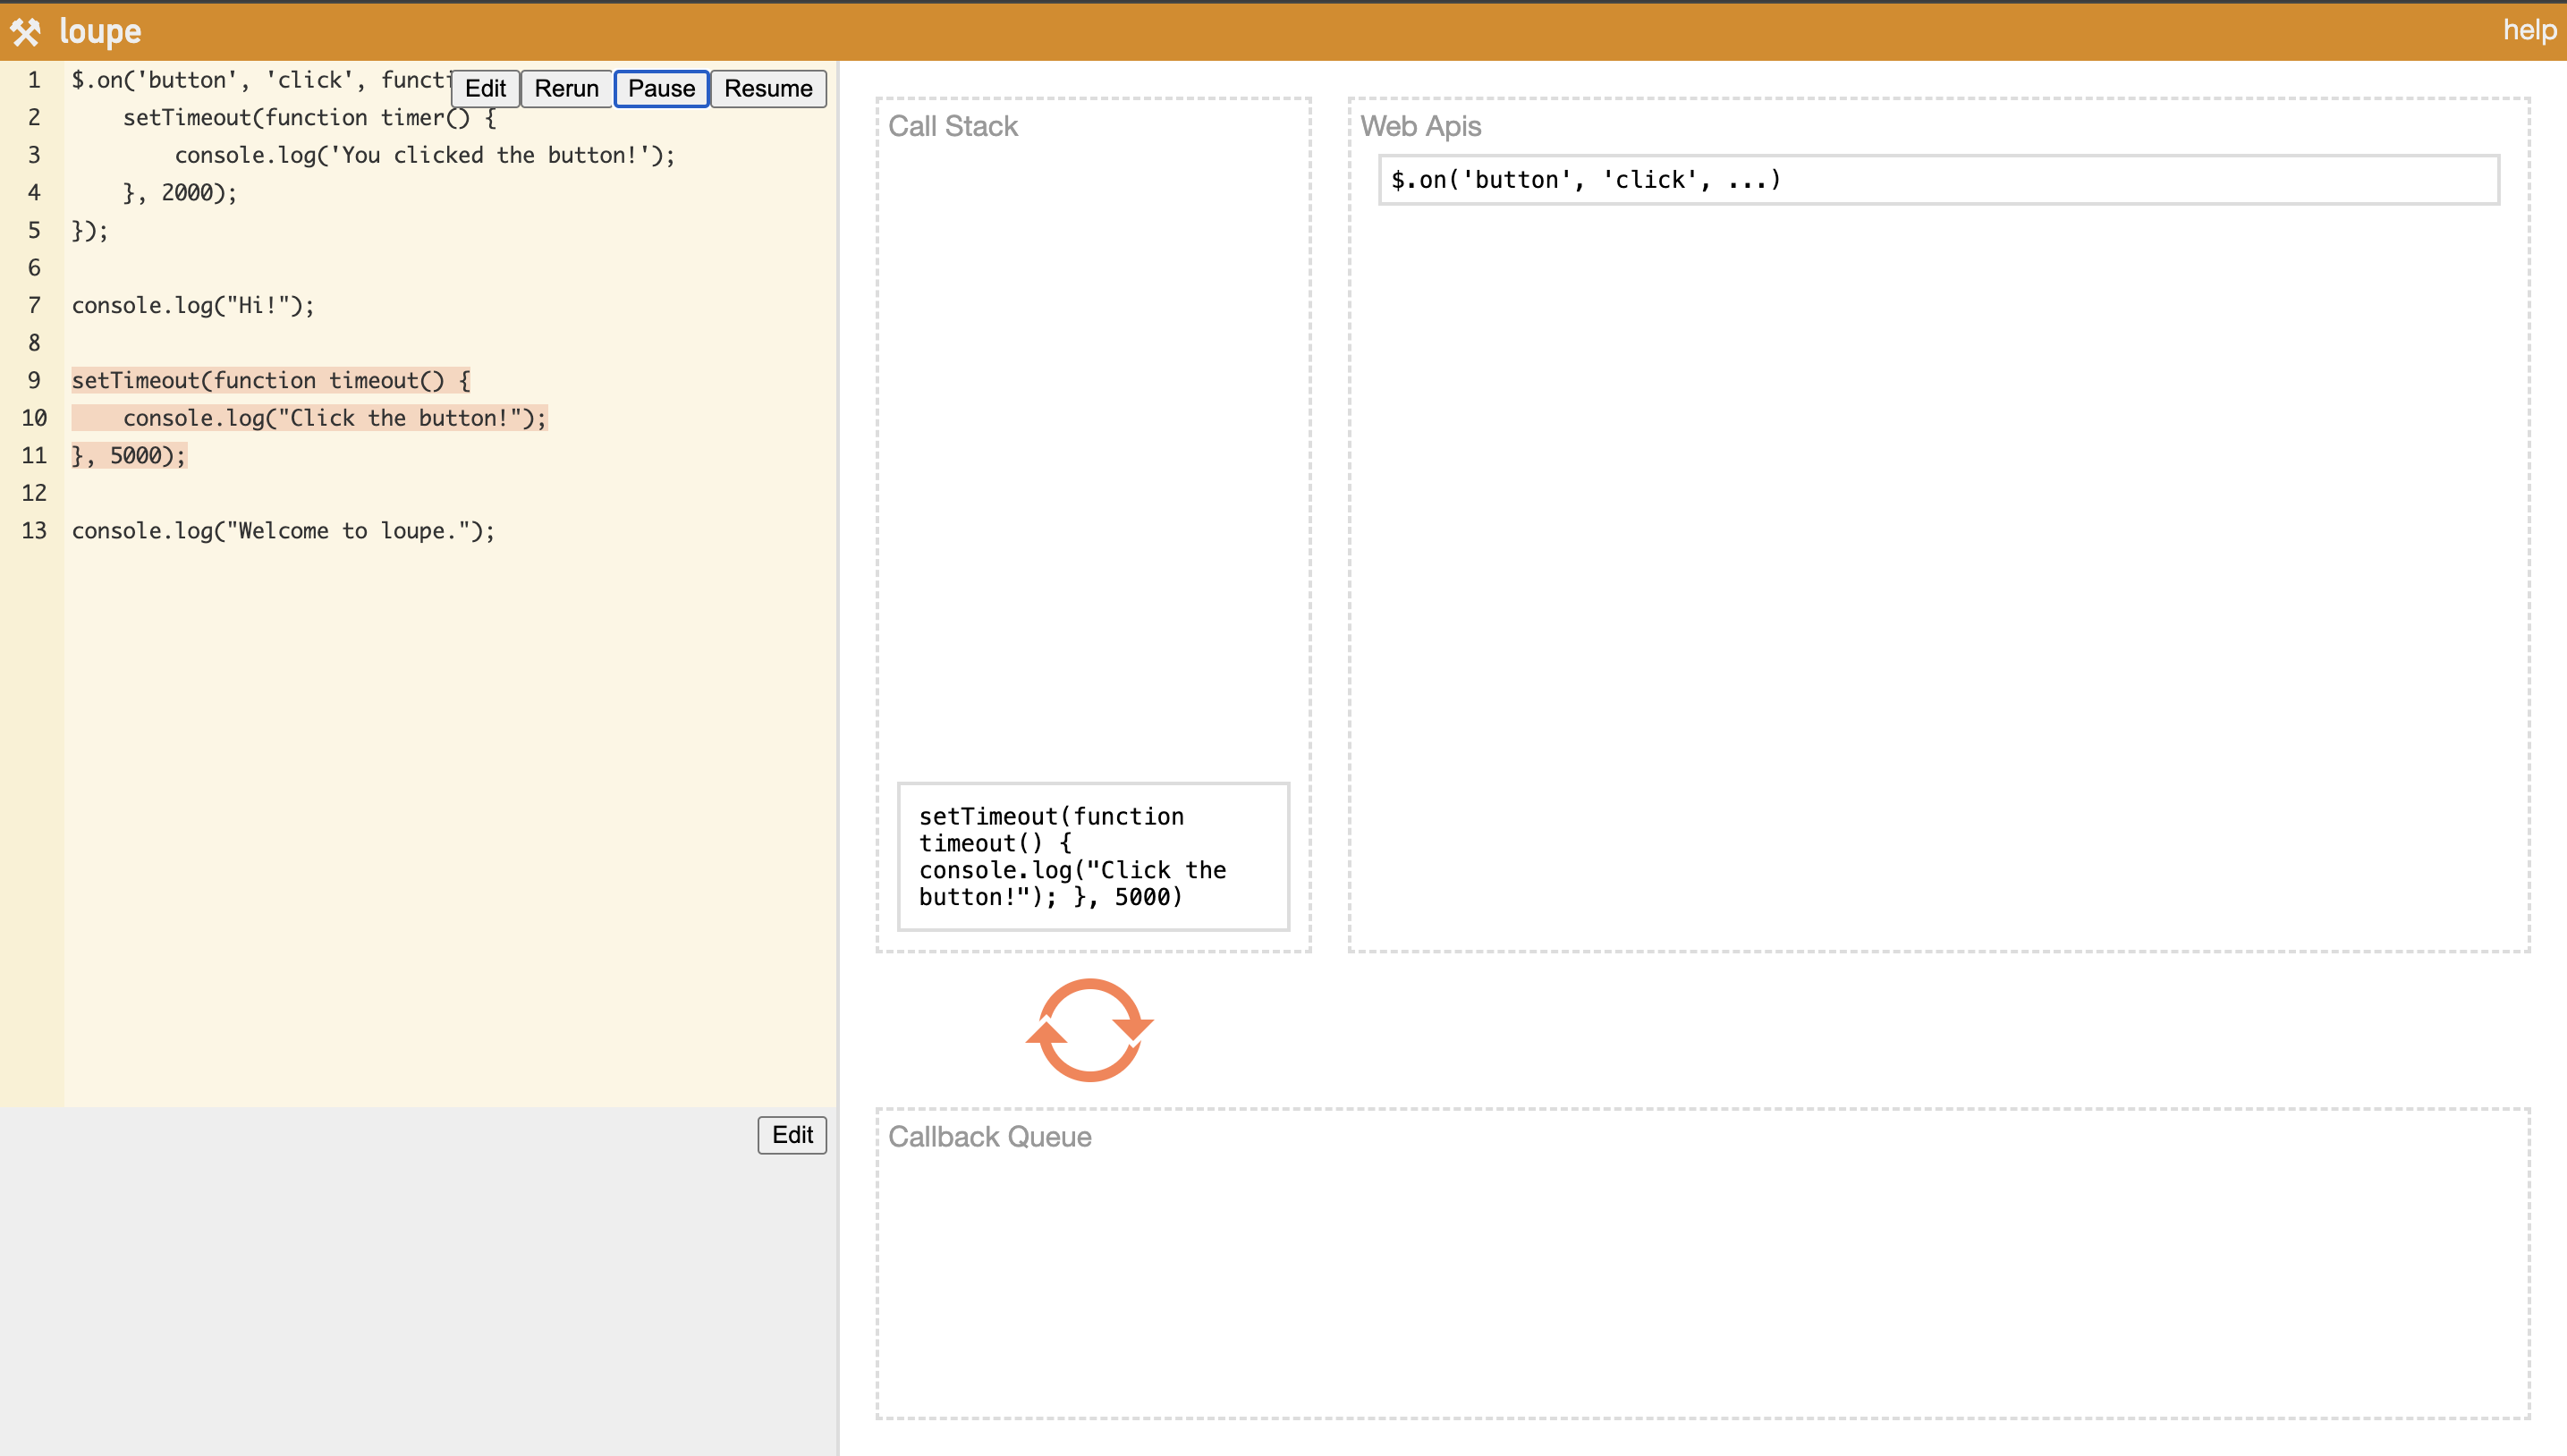 loupe
help
Edit
Rerun
Pause
Resume
1 $.on('button', 'click', functi
2 setTimeout(function timer() {
3 console.log('You clicked the button!');
4 }, 2000);
5 });
6
7 console.log("Hi!");
8
9 setTimeout(function timeout() {
10 console.log("Click the button!");
11 }, 5000);
12
13 console.log("Welcome to loupe.");
Edit
Call Stack
setTimeout(function
timeout() {
console.log("Click the
button!"); }, 5000)
Web Apis
$.on('button', 'click', ...)
Callback Queue